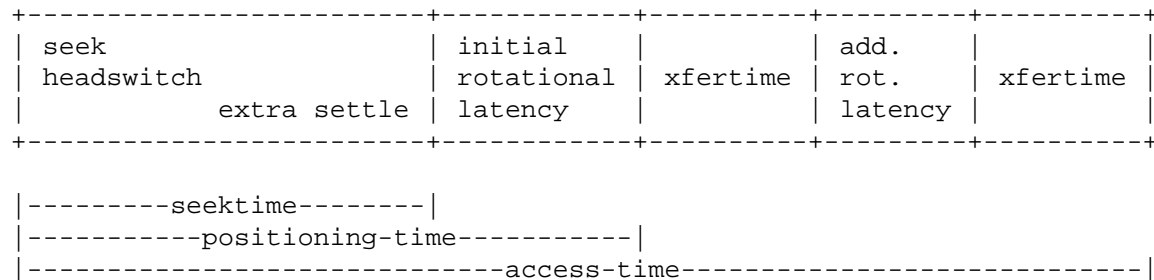 +-------------------------+------------+----------+---------+----------+
| seek                    | initial    |          | add.    |          |
| headswitch              | rotational | xfertime | rot.    | xfertime |
|            extra settle | latency    |          | latency |          |
+-------------------------+------------+----------+---------+----------+
|---------seektime--------|
|-----------positioning-time-----------|
|------------------------------access-time-----------------------------|